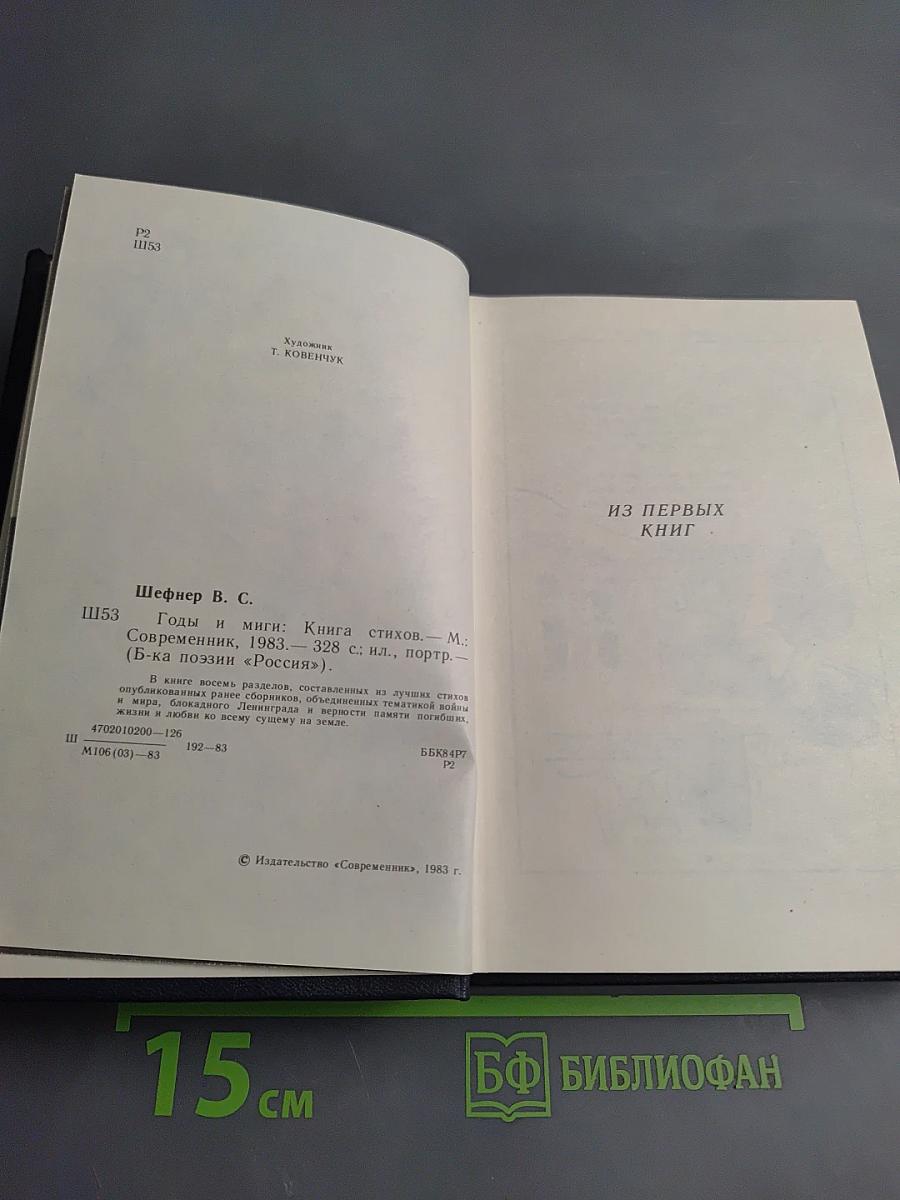 Р2
Ш53
Художник
Т. КОВЕНЧУК
Шефнер В. С.
Ш53 Годы и миги: Книга стихов.— М.:
Современник, 1983.— 328 с.; ил., портр.—
(Б-ка поэзии «Россия»).
В книге восемь разделов, составленных из лучших стихов
опубликованных ранее сборников, объединенных тематикой войны
и мира, блокадного Ленинграда и верности памяти погибших,
жизни и любви ко всему сущему на земле.
Ш 4702010200—126
М106(03)—83 192—83
ББК84Р7
Р2
© Издательство «Современник», 1983 г.
ИЗ ПЕРВЫХ
КНИГ
15 см
БФ БИБЛИОФАН